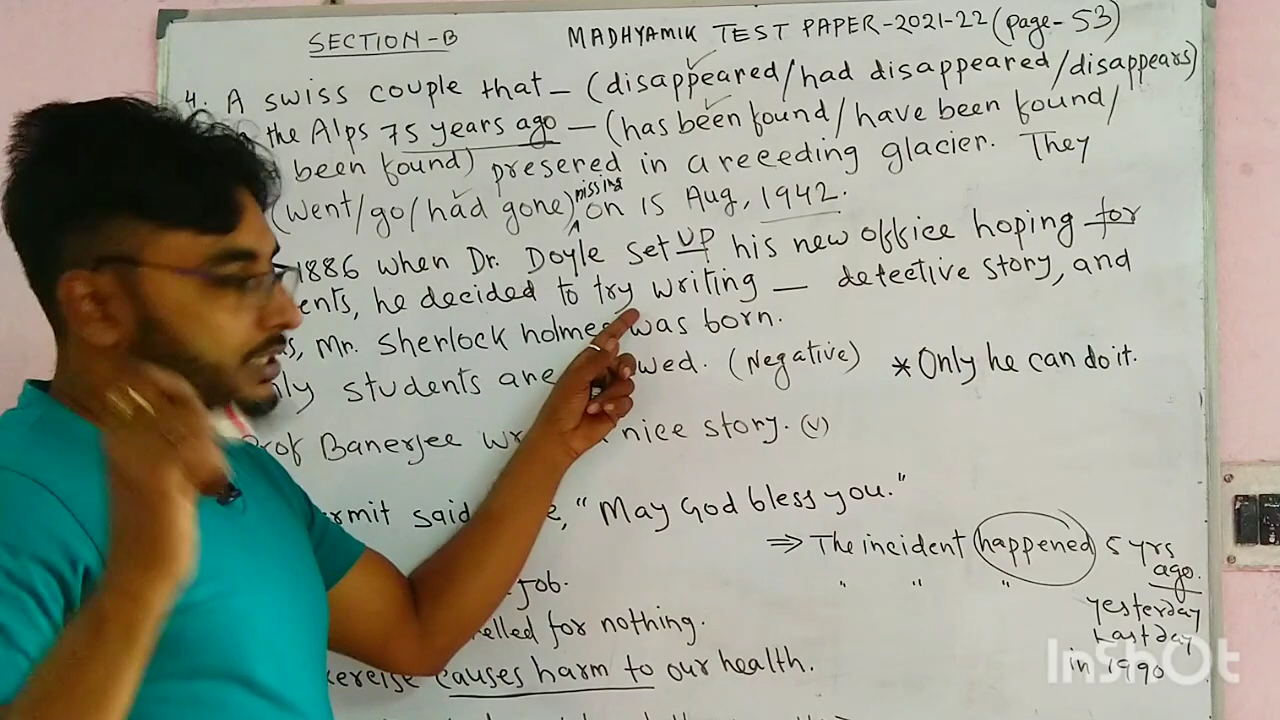 SECTION-B
MADHYAMIK TEST PAPER-2021-22 (page-53)
4. A swiss couple that — (disappeared/had disappeared/disappears)
the Alps 75 years ago — (has been found/have been found/
been found) presered in a receeding glacier. They
(went/go/had gone) missing on 15 Aug, 1942.
1886 when Dr. Doyle set up his new office hoping for
he decided to try writing — detective story, and
Mr. Sherlock holmes was born.
students are (Negative) * Only he can do it.
Prof Banerjee nice story. (v)
said "May God bless you."
⇒ The incident happened 5 yrs
ago.
" " "
job.
yesterday
for nothing.
Last day
causes harm to our health.
in 1990
InShOt